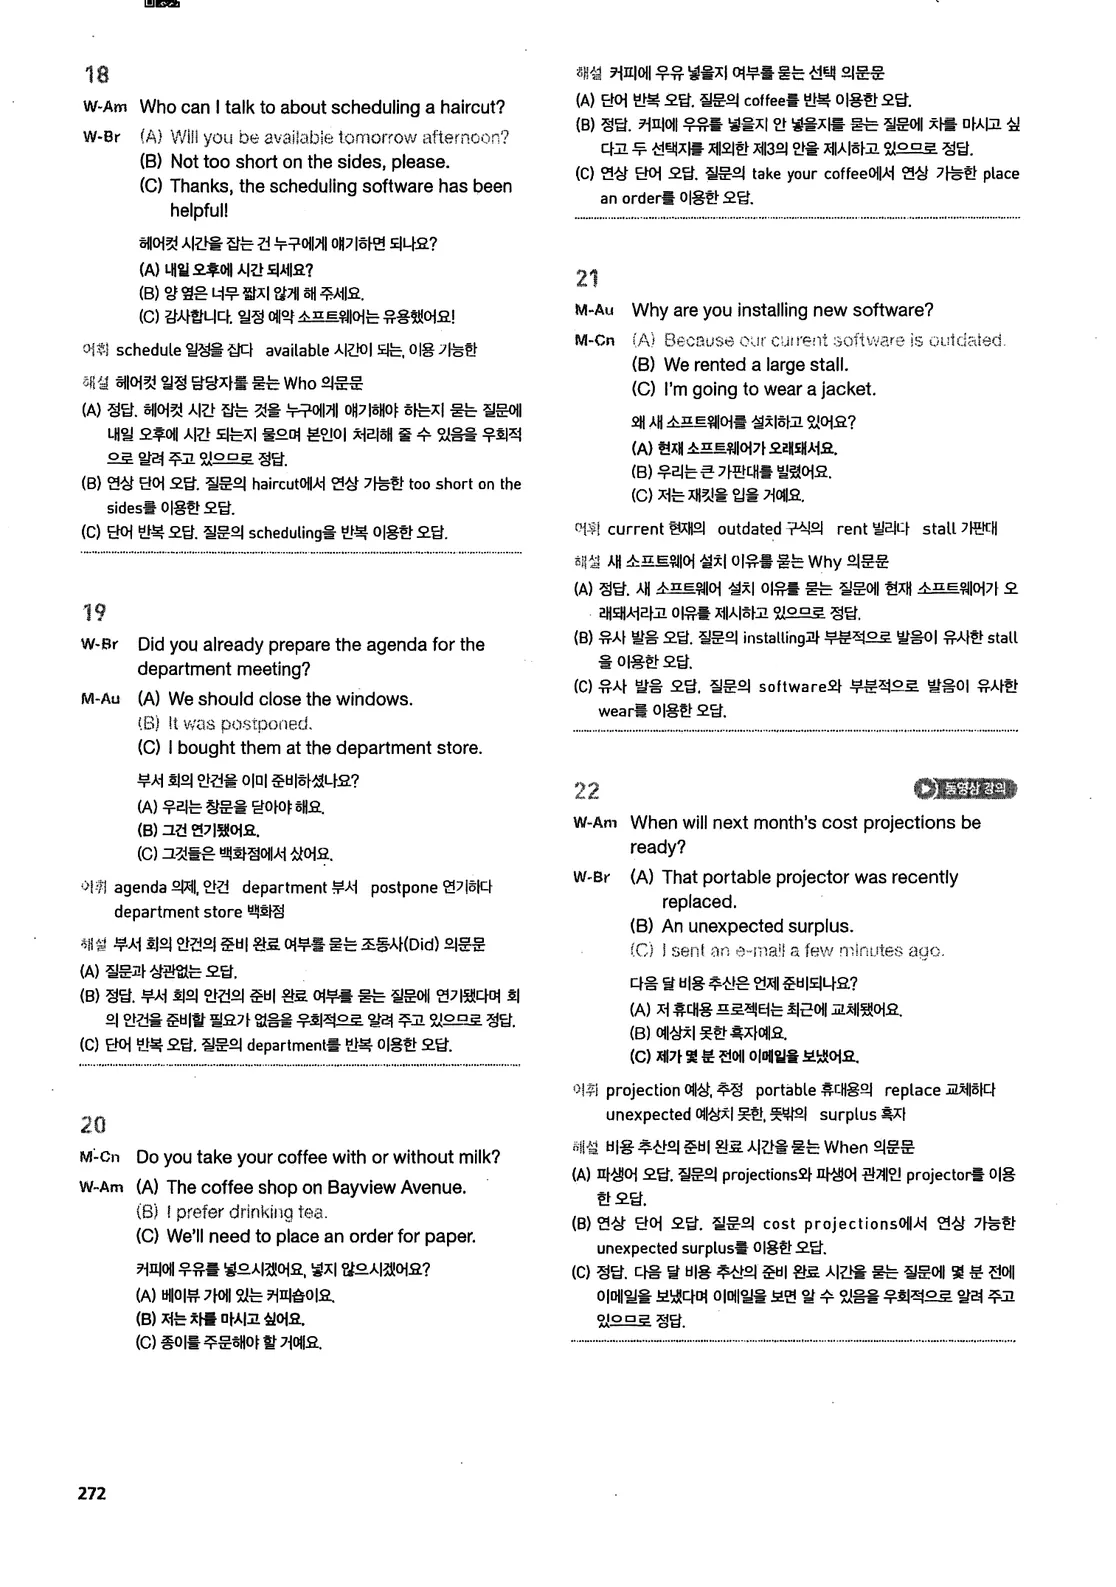 18
W-Am Who can I talk to about scheduling a haircut?
W-Br (A) Will you be available tomorrow afternoon?
(B) Not too short on the sides, please.
(C) Thanks, the scheduling software has been
helpful!
헤어컷 시간을 잡는 건 누구에게 얘기하면 되나요?
(A) 내일 오후에 시간 되세요?
(B) 양 옆은 너무 짧지 않게 해 주세요.
(C) 감사합니다. 일정 예약 소프트웨어는 유용했어요!
어휘 schedule 일정을 잡다 available 시간이 되는, 이용 가능한
해설 헤어컷 일정 담당자를 묻는 Who 의문문
(A) 정답. 헤어컷 시간 잡는 것을 누구에게 얘기해야 하는지 묻는 질문에
내일 오후에 시간 되는지 물으며 본인이 처리해 줄 수 있음을 우회적
으로 알려 주고 있으므로 정답.
(B) 연상 단어 오답. 질문의 haircut에서 연상 가능한 too short on the
sides를 이용한 오답.
(C) 단어 반복 오답. 질문의 scheduling을 반복 이용한 오답.
19
W-Br Did you already prepare the agenda for the
department meeting?
M-Au (A) We should close the windows.
(B) It was postponed.
(C) I bought them at the department store.
부서 회의 안건을 이미 준비하셨나요?
(A) 우리는 창문을 닫아야 해요.
(B) 그건 연기됐어요.
(C) 그것들은 백화점에서 샀어요.
어휘 agenda 의제, 안건 department 부서 postpone 연기하다
department store 백화점
해설 부서 회의 안건의 준비 완료 여부를 묻는 조동사(Did) 의문문
(A) 질문과 상관없는 오답.
(B) 정답. 부서 회의 안건의 준비 완료 여부를 묻는 질문에 연기됐다며 회
의 안건을 준비할 필요가 없음을 우회적으로 알려 주고 있으므로 정답.
(C) 단어 반복 오답. 질문의 department를 반복 이용한 오답.
20
M-Cn Do you take your coffee with or without milk?
W-Am (A) The coffee shop on Bayview Avenue.
(B) I prefer drinking tea.
(C) We'll need to place an order for paper.
커피에 우유를 넣으시겠어요, 넣지 않으시겠어요?
(A) 베이뷰 가에 있는 커피숍이요.
(B) 저는 차를 마시고 싶어요.
(C) 종이를 주문해야 할 거예요.
272
해설 커피에 우유 넣을지 여부를 묻는 선택 의문문
(A) 단어 반복 오답. 질문의 coffee를 반복 이용한 오답.
(B) 정답. 커피에 우유를 넣을지 안 넣을지를 묻는 질문에 차를 마시고 싶
다고 두 선택지를 제외한 제3의 안을 제시하고 있으므로 정답.
(C) 연상 단어 오답. 질문의 take your coffee에서 연상 가능한 place
an order를 이용한 오답.
21
M-Au Why are you installing new software?
M-Cn (A) Because our current software is outdated.
(B) We rented a large stall.
(C) I'm going to wear a jacket.
왜 새 소프트웨어를 설치하고 있어요?
(A) 현재 소프트웨어가 오래돼서요.
(B) 우리는 큰 가판대를 빌렸어요.
(C) 저는 재킷을 입을 거예요.
어휘 current 현재의 outdated 구식의 rent 빌리다 stall 가판대
해설 새 소프트웨어 설치 이유를 묻는 Why 의문문
(A) 정답. 새 소프트웨어 설치 이유를 묻는 질문에 현재 소프트웨어가 오
래돼서라고 이유를 제시하고 있으므로 정답.
(B) 유사 발음 오답. 질문의 installing과 부분적으로 발음이 유사한 stall
을 이용한 오답.
(C) 유사 발음 오답. 질문의 software와 부분적으로 발음이 유사한
wear를 이용한 오답.
22
동영상 강의
W-Am When will next month's cost projections be
ready?
W-Br (A) That portable projector was recently
replaced.
(B) An unexpected surplus.
(C) I sent an e-mail a few minutes ago.
다음 달 비용 추산은 언제 준비되나요?
(A) 저 휴대용 프로젝터는 최근에 교체됐어요.
(B) 예상치 못한 흑자예요.
(C) 제가 몇 분 전에 이메일을 보냈어요.
어휘 projection 예상, 추정 portable 휴대용의 replace 교체하다
unexpected 예상치 못한, 뜻밖의 surplus 흑자
해설 비용 추산의 준비 완료 시간을 묻는 When 의문문
(A) 파생어 오답. 질문의 projections와 파생어 관계인 projector를 이용
한 오답.
(B) 연상 단어 오답. 질문의 cost projections에서 연상 가능한
unexpected surplus를 이용한 오답.
(C) 정답. 다음 달 비용 추산의 준비 완료 시간을 묻는 질문에 몇 분 전에
이메일을 보냈다며 이메일을 보면 알 수 있음을 우회적으로 알려 주고
있으므로 정답.